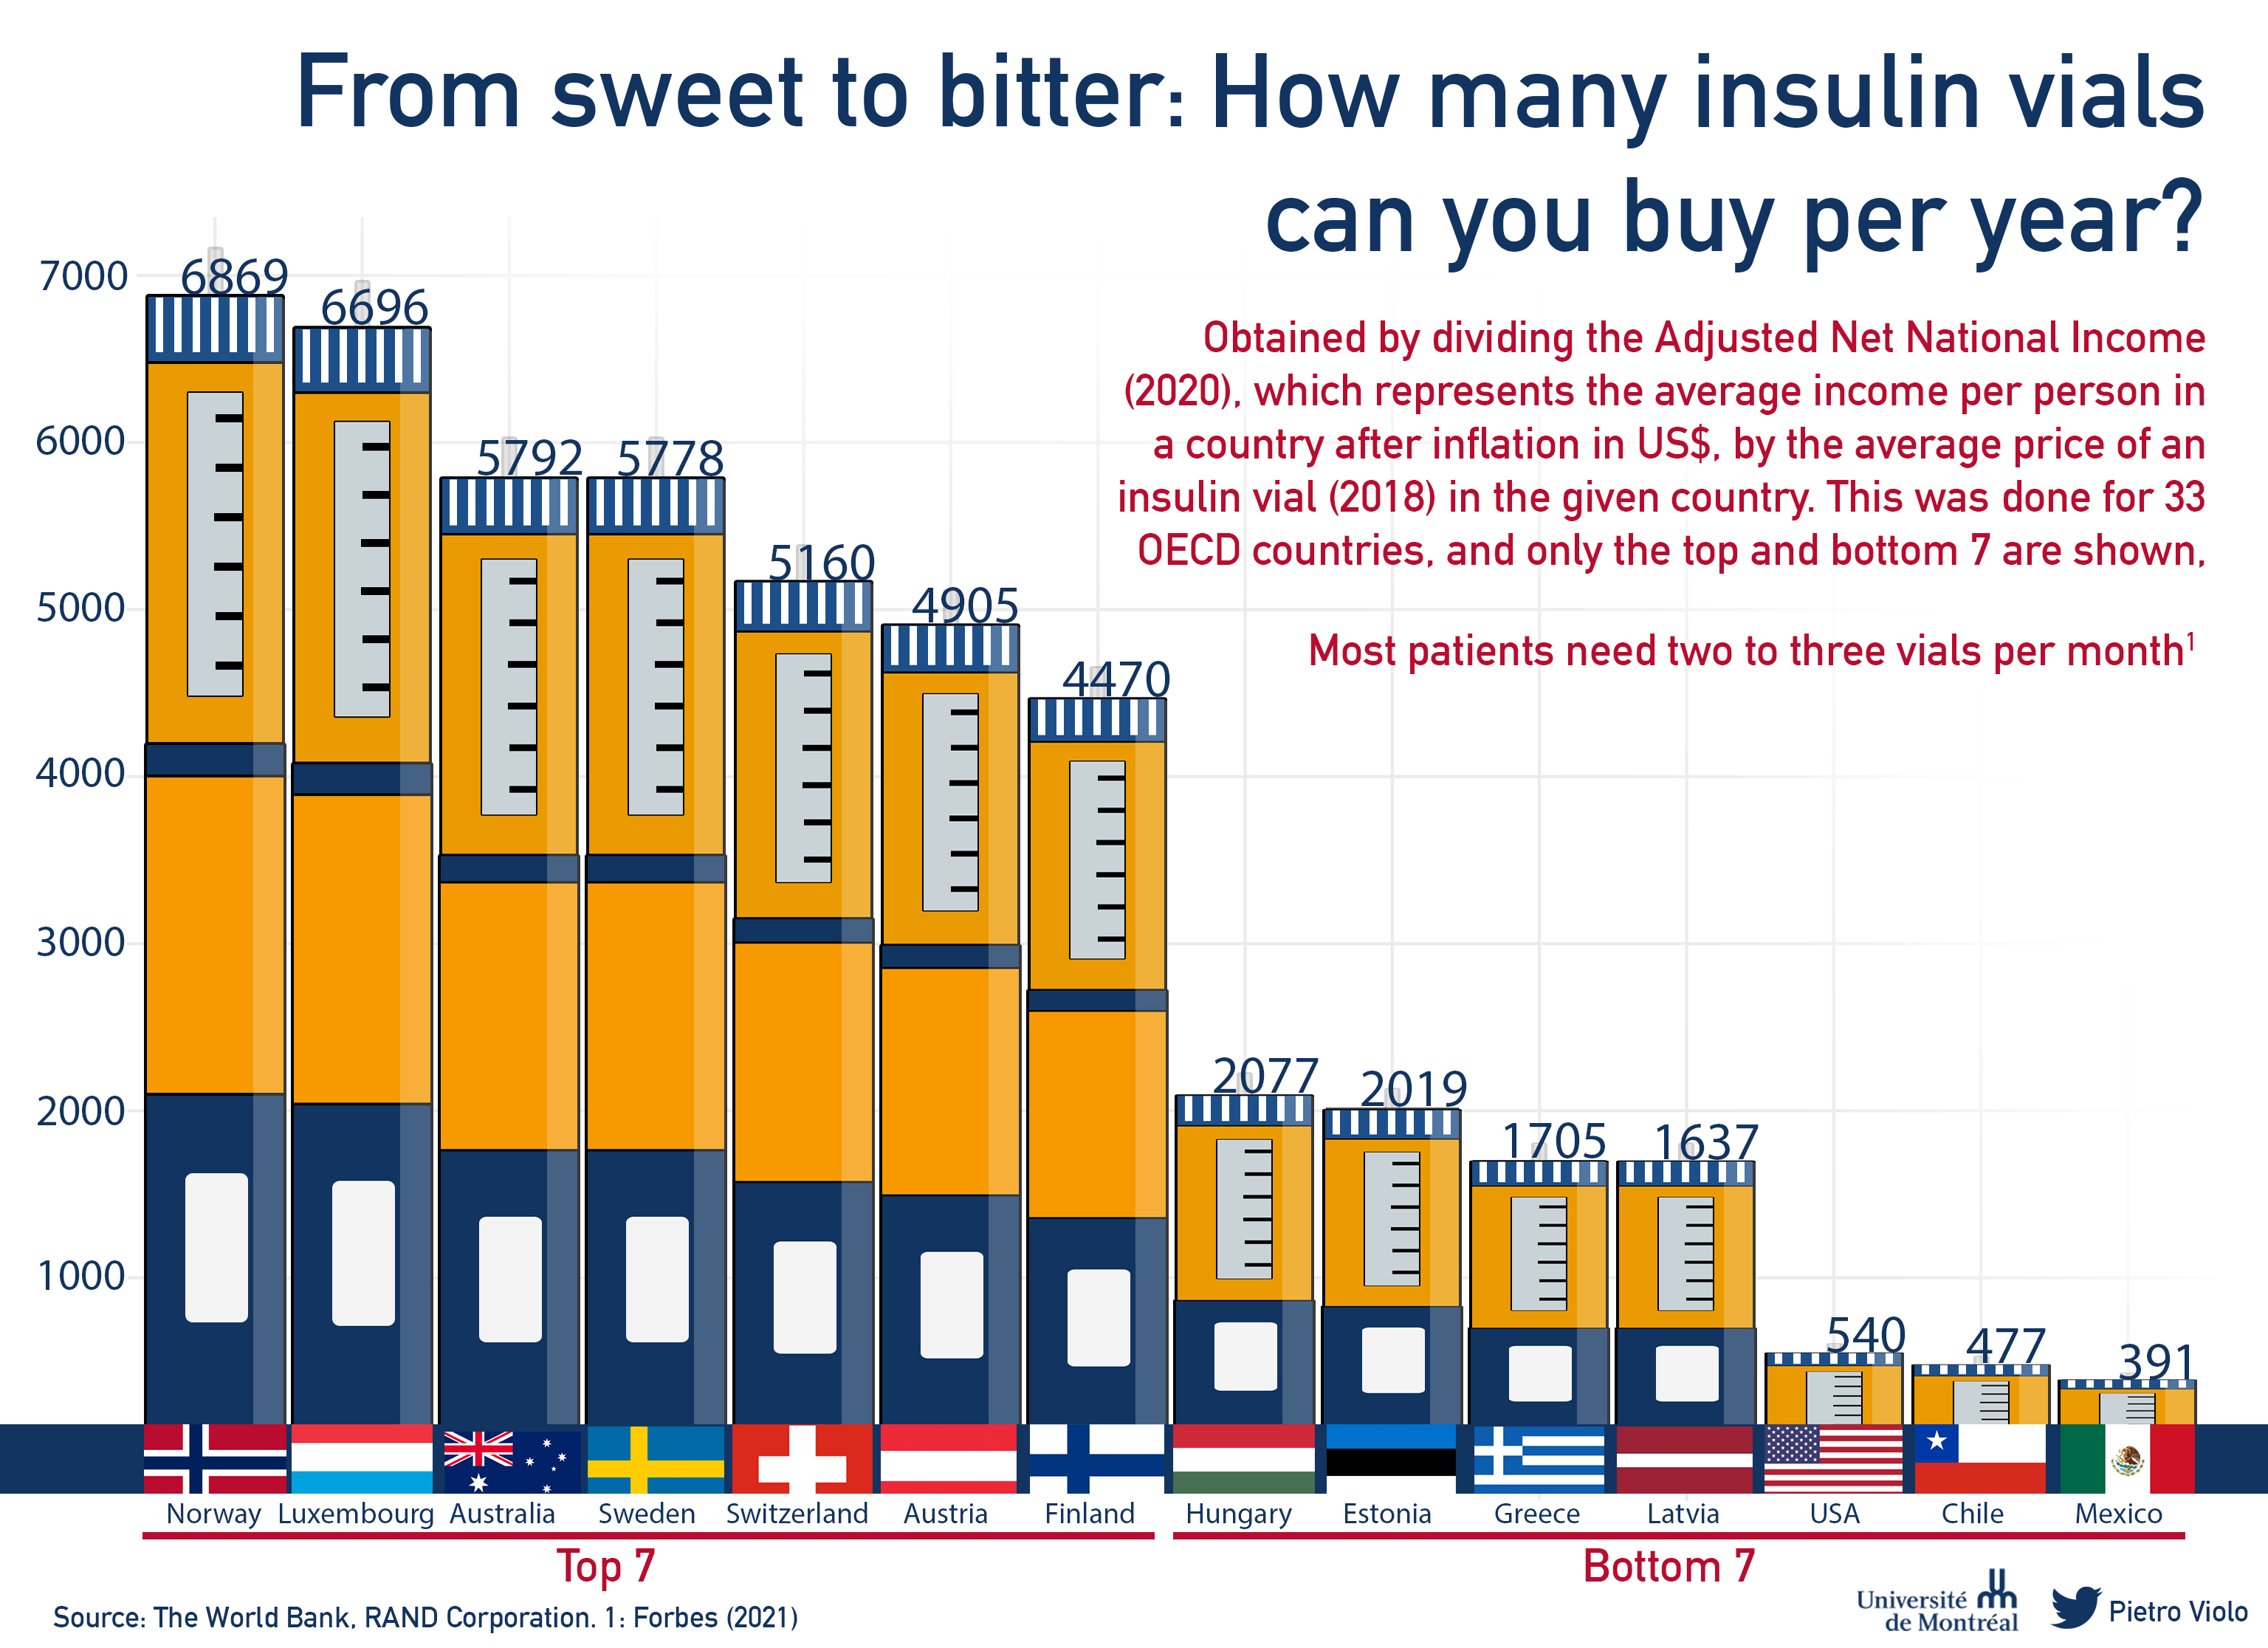 From sweet to bitter: How many insulin vials
can you buy per year?
Obtained by dividing the Adjusted Net National Income
(2020), which represents the average income per person in
a country after inflation in US$, by the average price of an
insulin vial (2018) in the given country. This was done for 33
OECD countries, and only the top and bottom 7 are shown,
Most patients need two to three vials per month¹
7000
6000
5000
4000
3000
2000
1000
6869
6696
5792
5778
5160
4905
4470
2077
2019
1705
1637
540
477
391
Norway Luxembourg Australia Sweden Switzerland Austria Finland Hungary Estonia Greece Latvia USA Chile Mexico
Top 7 Bottom 7
Source: The World Bank, RAND Corporation. 1: Forbes (2021)
Université
de Montréal
Pietro Violo